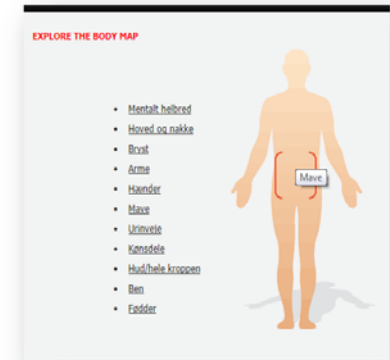 EXPLORE THE BODY MAP
Mentalt helbred
Hoved og nakke
Bryst
Arme
Hænder
Mave
Urinveje
Kønsdele
Hud/hele kroppen
Ben
Fødder
Mave